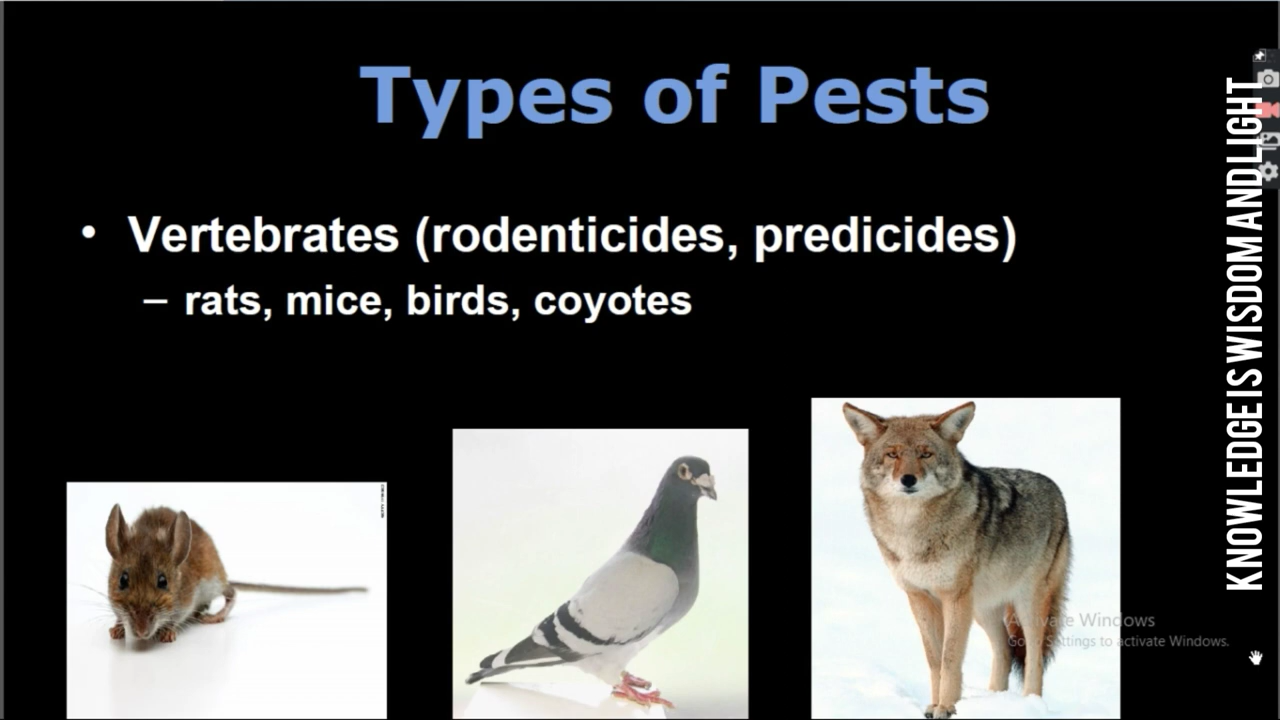 Types of Pests
• Vertebrates (rodenticides, predicides)
– rats, mice, birds, coyotes
KNOWLEDGE IS WISDOM AND LIGHT
Activate Windows
Go to Settings to activate Windows.